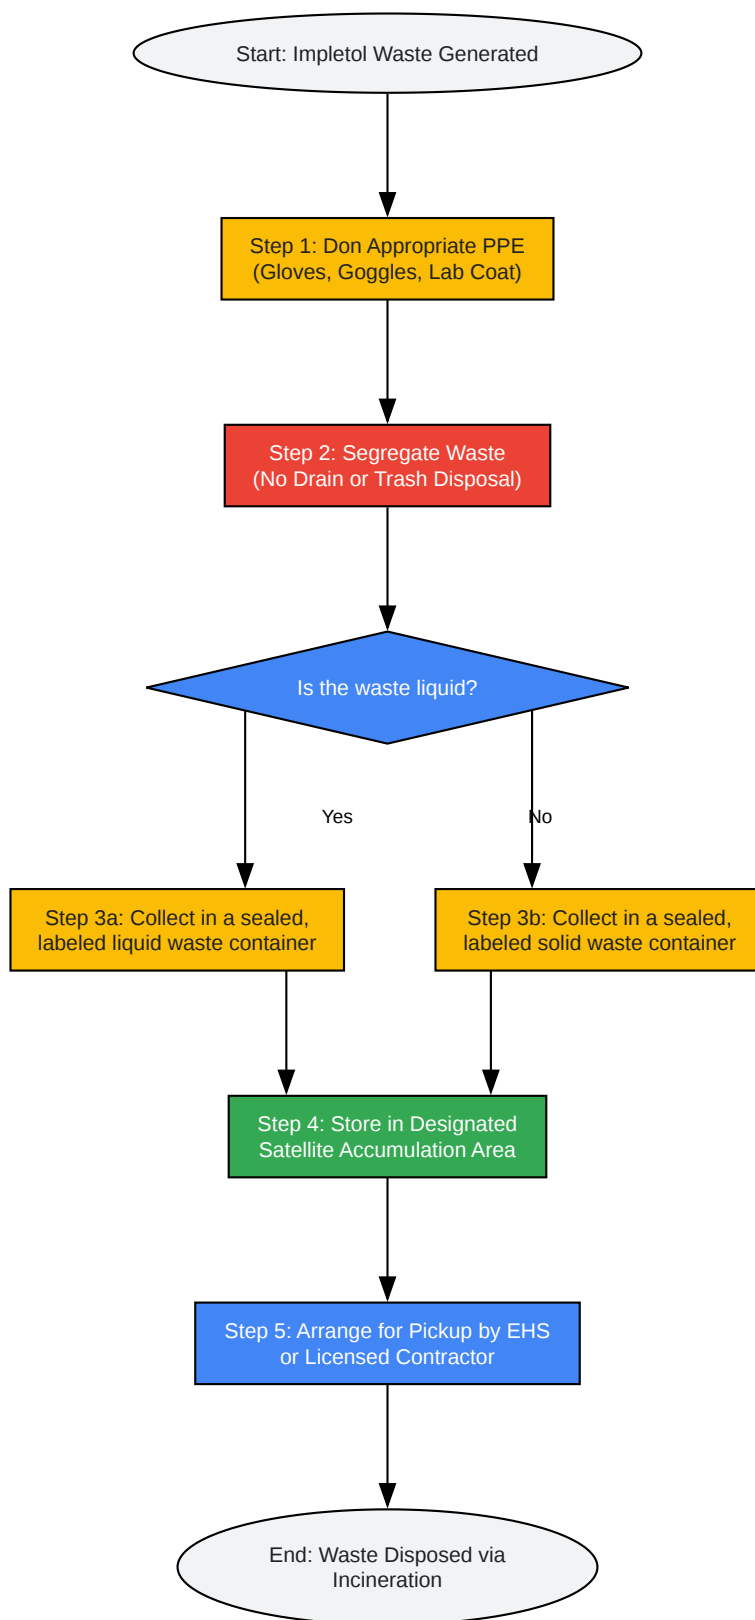 Start: Impletol Waste Generated
Step 1: Don Appropriate PPE
(Gloves, Goggles, Lab Coat)
Step 2: Segregate Waste
(No Drain or Trash Disposal)
Is the waste liquid?
Yes
No
Step 3a: Collect in a sealed,
labeled liquid waste container
Step 3b: Collect in a sealed,
labeled solid waste container
Step 4: Store in Designated
Satellite Accumulation Area
Step 5: Arrange for Pickup by EHS
or Licensed Contractor
End: Waste Disposed via
Incineration